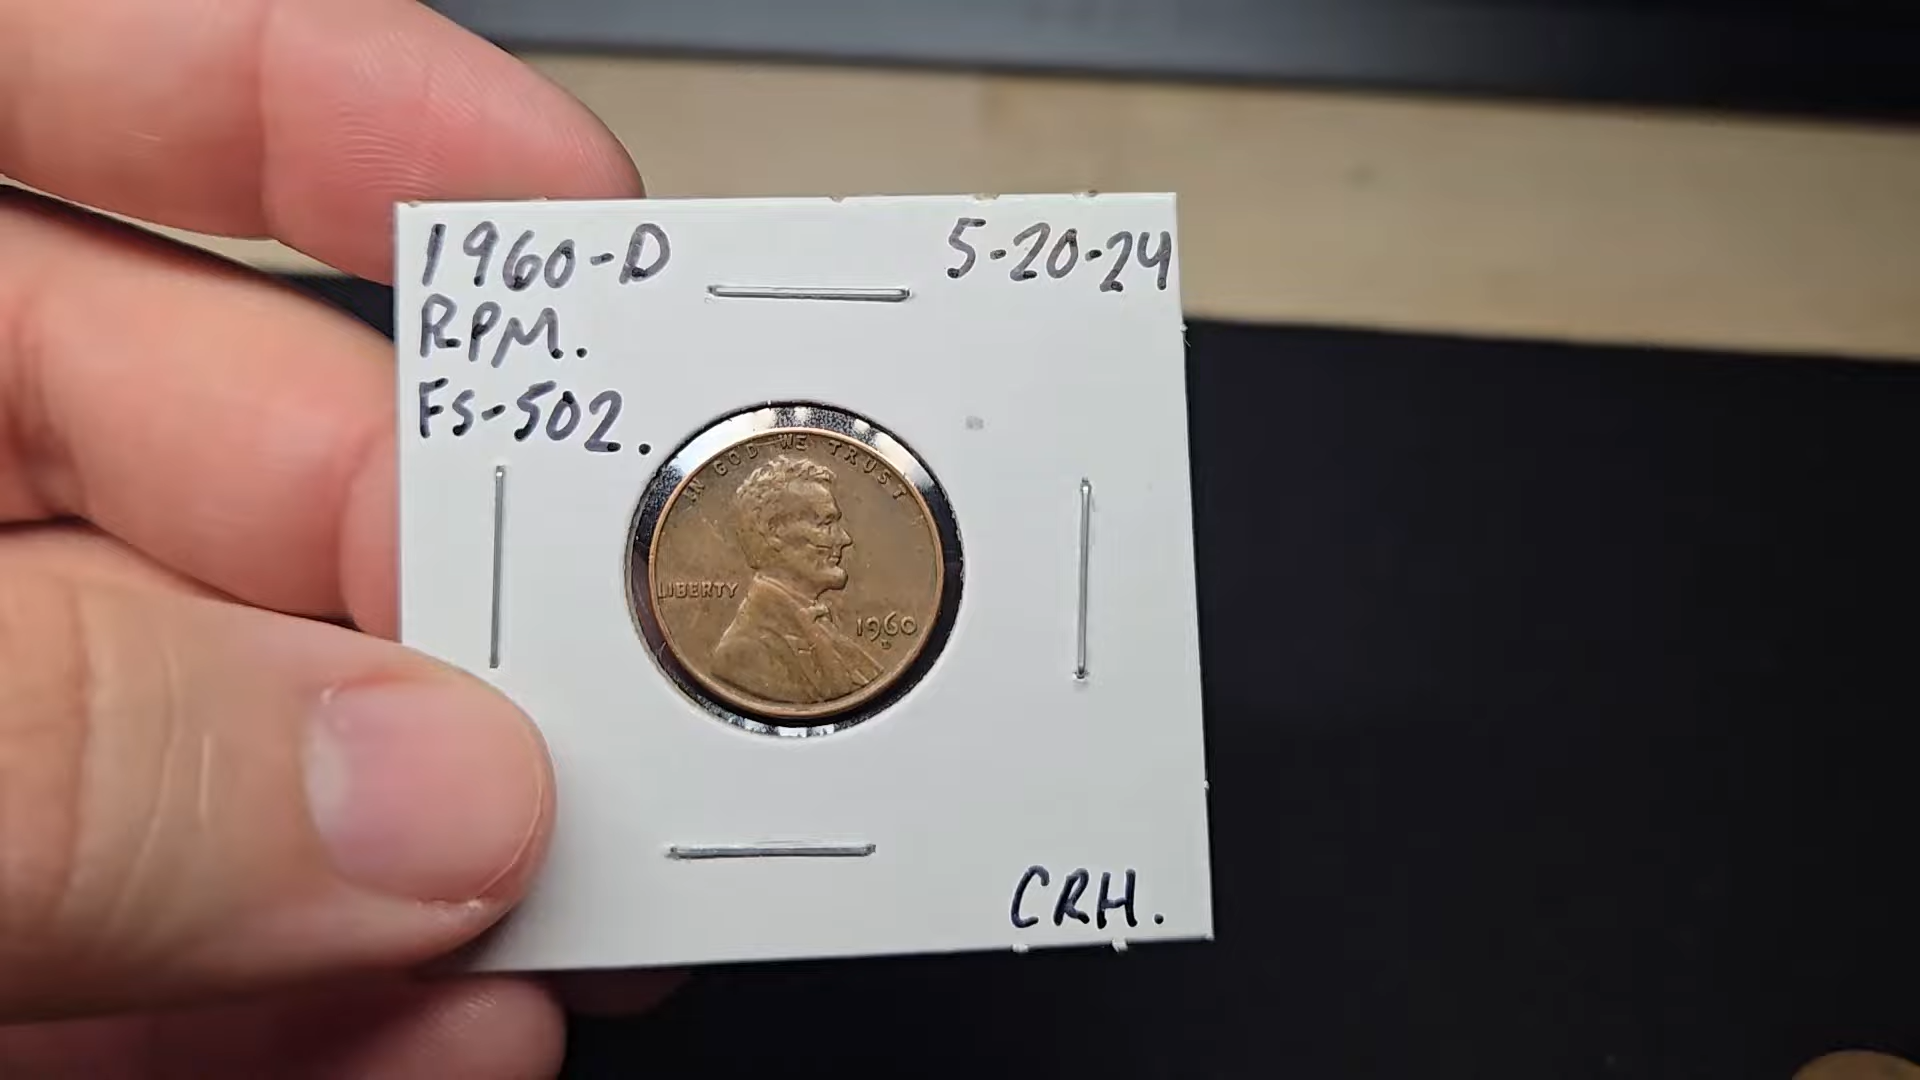 1960-D
5-20-24
RPM.
FS-502.
IN GOD WE TRUST
LIBERTY
1960
D
CRH.